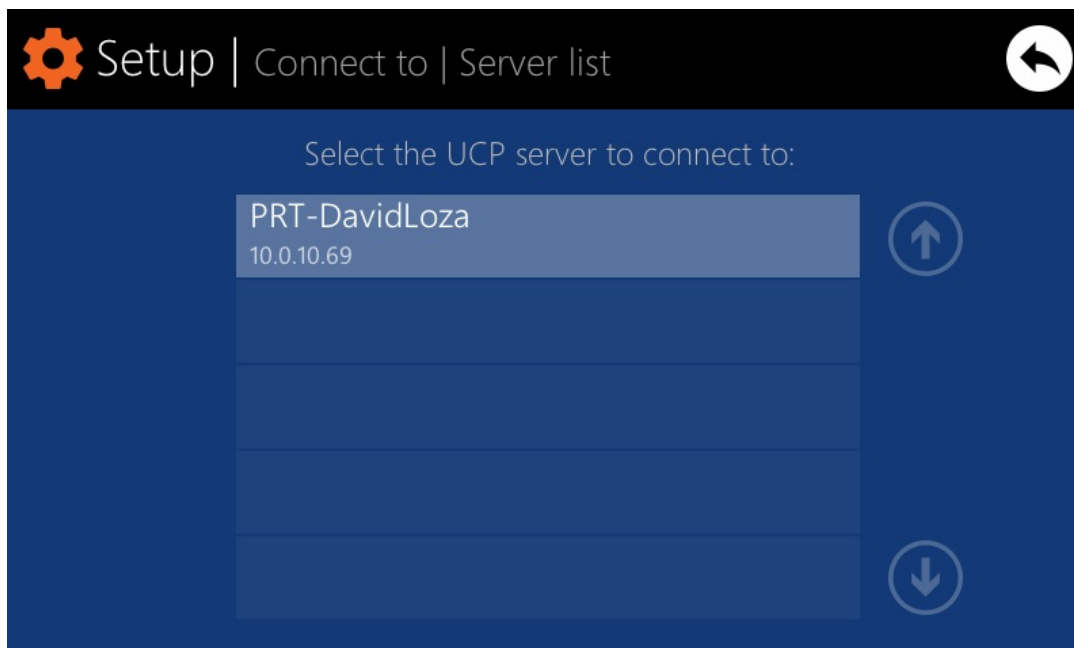 Setup | Connect to | Server list
Select the UCP server to connect to:
PRT-DavidLoza
10.0.10.69